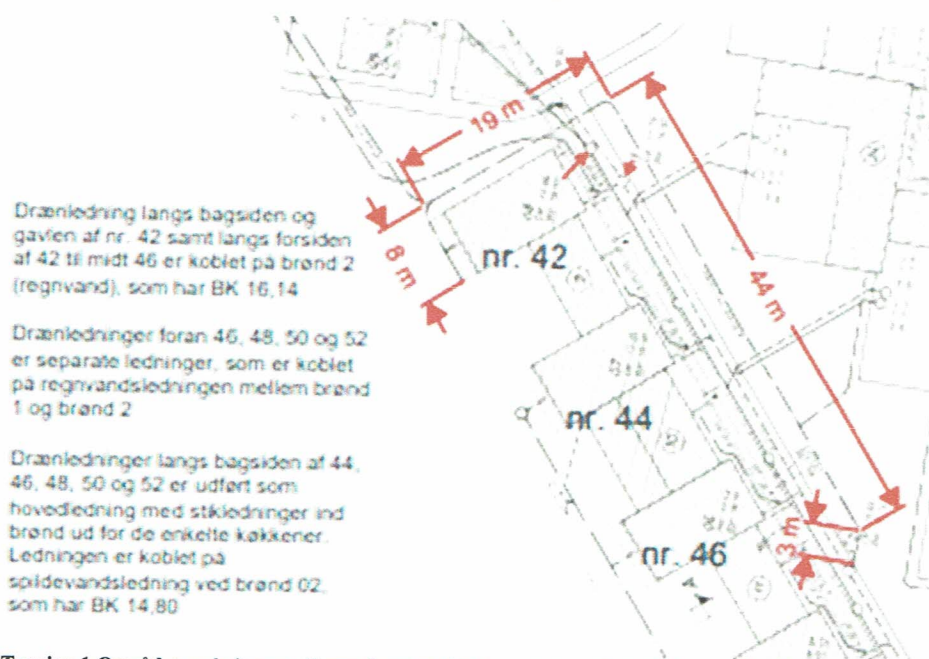 Drænledning langs bagsiden og
gavlen af nr. 42 samt langs forsiden
af 42 til midt 46 er koblet på brønd 2
(regnvand), som har BK 16,14
Drænledninger foran 46, 48, 50 og 52
er separate ledninger, som er koblet
på regnvandsledningen mellem brønd
1 og brønd 2
Drænledninger langs bagsiden af 44,
46, 48, 50 og 52 er udført som
hovedledning med stikledninger ind
brønd ud for de enkelte køkkener.
Ledningen er koblet på
spildevandsledning ved brønd 02,
som har BK 14,80
19 m
8 m
44 m
3 m
nr. 42
nr. 44
nr. 46